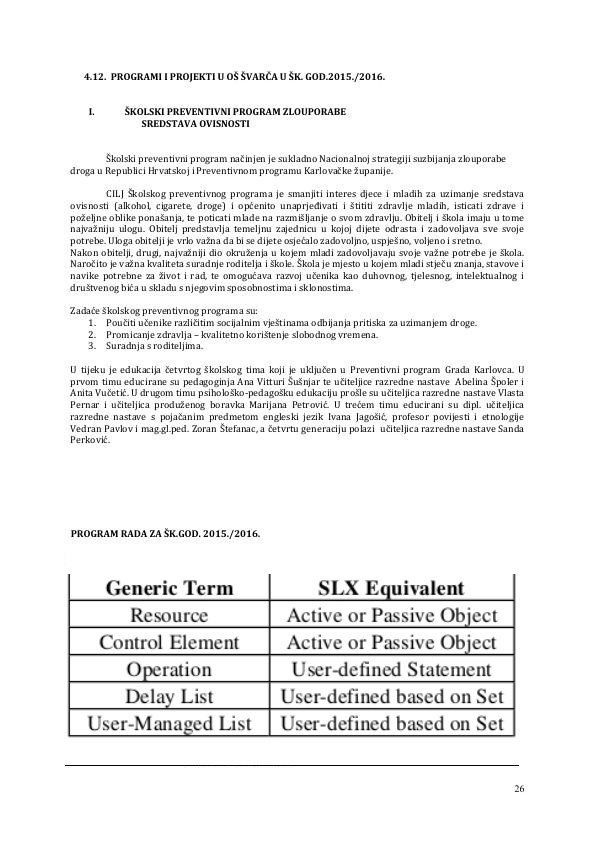 4.12. PROGRAMI I PROJEKTI U OŠ ŠVARČA U ŠK. GOD.2015./2016.
I. ŠKOLSKI PREVENTIVNI PROGRAM ZLOUPORABE
SREDSTAVA OVISNOSTI
Školski preventivni program načinjen je sukladno Nacionalnoj strategiji suzbijanja zlouporabe
droga u Republici Hrvatskoj i Preventivnom programu Karlovačke županije.
CILJ Školskog preventivnog programa je smanjiti interes djece i mladih za uzimanje sredstava
ovisnosti (alkohol, cigarete, droge) i općenito unaprjeđivati i štititi zdravlje mladih, isticati zdrave i
poželjne oblike ponašanja, te poticati mlade na razmišljanje o svom zdravlju. Obitelj i škola imaju u tome
najvažniju ulogu. Obitelj predstavlja temeljnu zajednicu u kojoj dijete odrasta i zadovoljava sve svoje
potrebe. Uloga obitelji je vrlo važna da bi se dijete osjećalo zadovoljno, uspješno, voljeno i sretno.
Nakon obitelji, drugi, najvažniji dio okruženja u kojem mladi zadovoljavaju svoje važne potrebe je škola.
Naročito je važna kvaliteta suradnje roditelja i škole. Škola je mjesto u kojem mladi stječu znanja, stavove i
navike potrebne za život i rad, te omogućava razvoj učenika kao duhovnog, tjelesnog, intelektualnog i
društvenog bića u skladu s njegovim sposobnostima i sklonostima.
Zadaće školskog preventivnog programa su:
1. Poučiti učenike različitim socijalnim vještinama odbijanja pritiska za uzimanjem droge.
2. Promicanje zdravlja – kvalitetno korištenje slobodnog vremena.
3. Suradnja s roditeljima.
U tijeku je edukacija četvrtog školskog tima koji je uključen u Preventivni program Grada Karlovca. U
prvom timu educirane su pedagoginja Ana Vitturi Šušnjar te učiteljice razredne nastave Abelina Špoler i
Anita Vučetić. U drugom timu psihološko-pedagošku edukaciju prošle su učiteljica razredne nastave Vlasta
Pernar i učiteljica produženog boravka Marijana Petrović. U trećem timu educirani su dipl. učiteljica
razredne nastave s pojačanim predmetom engleski jezik Ivana Jagošić, profesor povijesti i etnologije
Vedran Pavlov i mag.gl.ped. Zoran Štefanac, a četvrtu generaciju polazi učiteljica razredne nastave Sanda
Perković.
PROGRAM RADA ZA ŠK.GOD. 2015./2016.
Generic Term SLX Equivalent
Resource Active or Passive Object
Control Element Active or Passive Object
Operation User-defined Statement
Delay List User-defined based on Set
User-Managed List User-defined based on Set
26